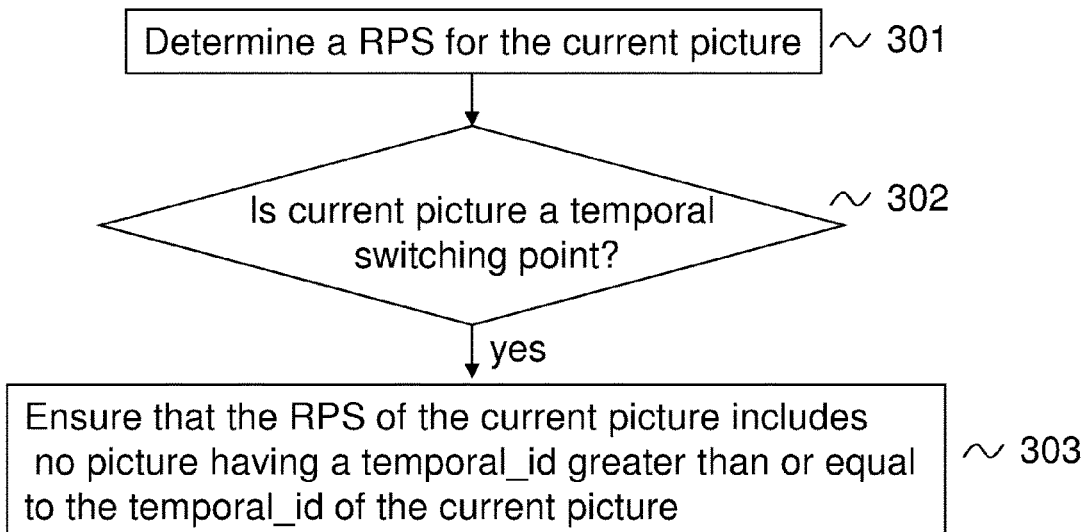 Determine a RPS for the current picture 301
Is current picture a temporal 302
switching point?
yes
Ensure that the RPS of the current picture includes
no picture having a temporal_id greater than or equal 303
to the temporal_id of the current picture